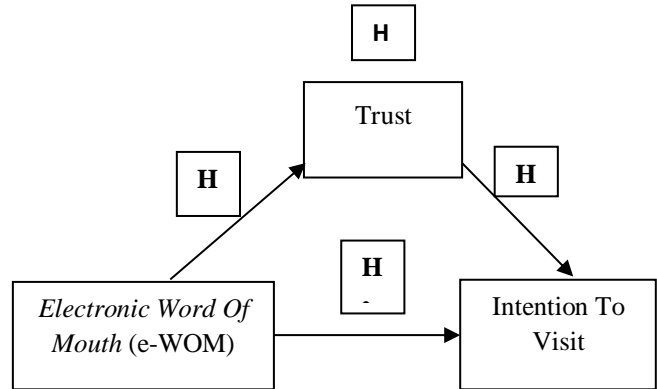 H
Trust
H
H
H
Electronic Word Of
Mouth (e-WOM)
Intention To
Visit